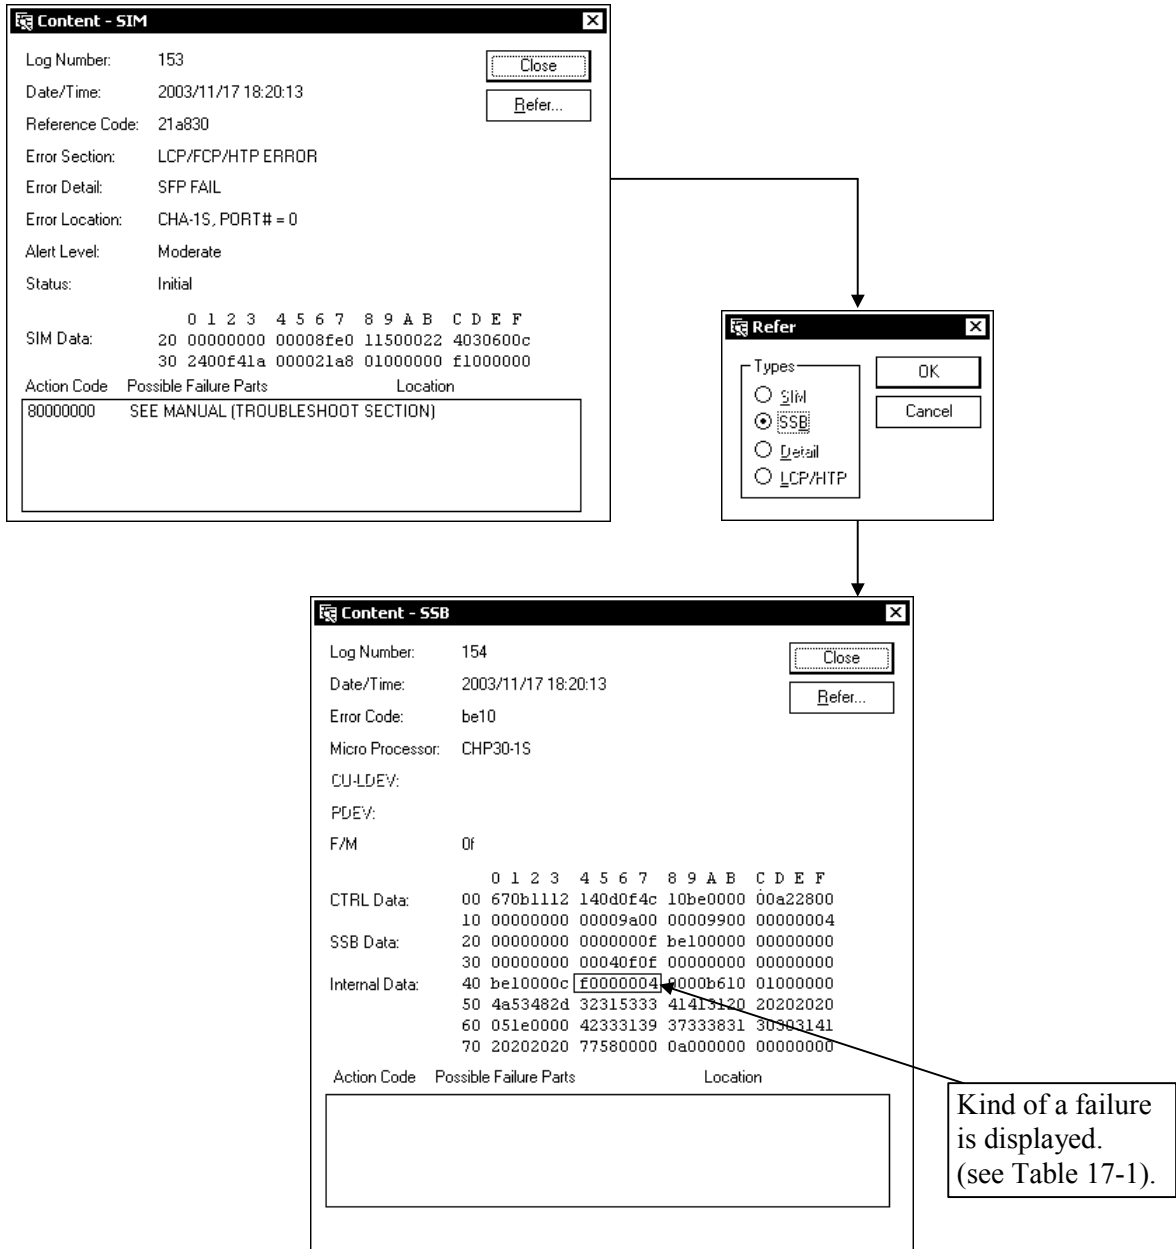 Content - SIM
Log Number: 153
Close
Date/Time: 2003/11/17 18:20:13
Refer...
Reference Code: 21a830
Error Section: LCP/FCP/HTP ERROR
Error Detail: SFP FAIL
Error Location: CHA-1S, PORT# = 0
Alert Level: Moderate
Status: Initial
0 1 2 3 4 5 6 7 8 9 A B C D E F
SIM Data: 20 00000000 00008fe0 11500022 4030600c
30 2400f41a 000021a8 01000000 f1000000
Action Code Possible Failure Parts Location
80000000 SEE MANUAL (TROUBLESHOOT SECTION)
Refer
Types
SIM
SSB
Detail
LCP/HTP
OK
Cancel
Content - SSB
Log Number: 154
Close
Date/Time: 2003/11/17 18:20:13
Refer...
Error Code: be10
Micro Processor: CHP30-1S
CU-LDEV:
PDEV:
F/M 0f
0 1 2 3 4 5 6 7 8 9 A B C D E F
CTRL Data: 00 670b1112 140d0f4c 10be0000 00a22800
10 00000000 00009a00 00009900 00000004
SSB Data: 20 00000000 0000000f be100000 00000000
30 00000000 00040f0f 00000000 00000000
Internal Data: 40 be10000c f0000004 0000b610 01000000
50 4a53482d 32315333 41413120 20202020
60 051e0000 42333139 37333831 30303141
70 20202020 77580000 0a000000 00000000
Action Code Possible Failure Parts Location
Kind of a failure
is displayed.
(see Table 17-1).